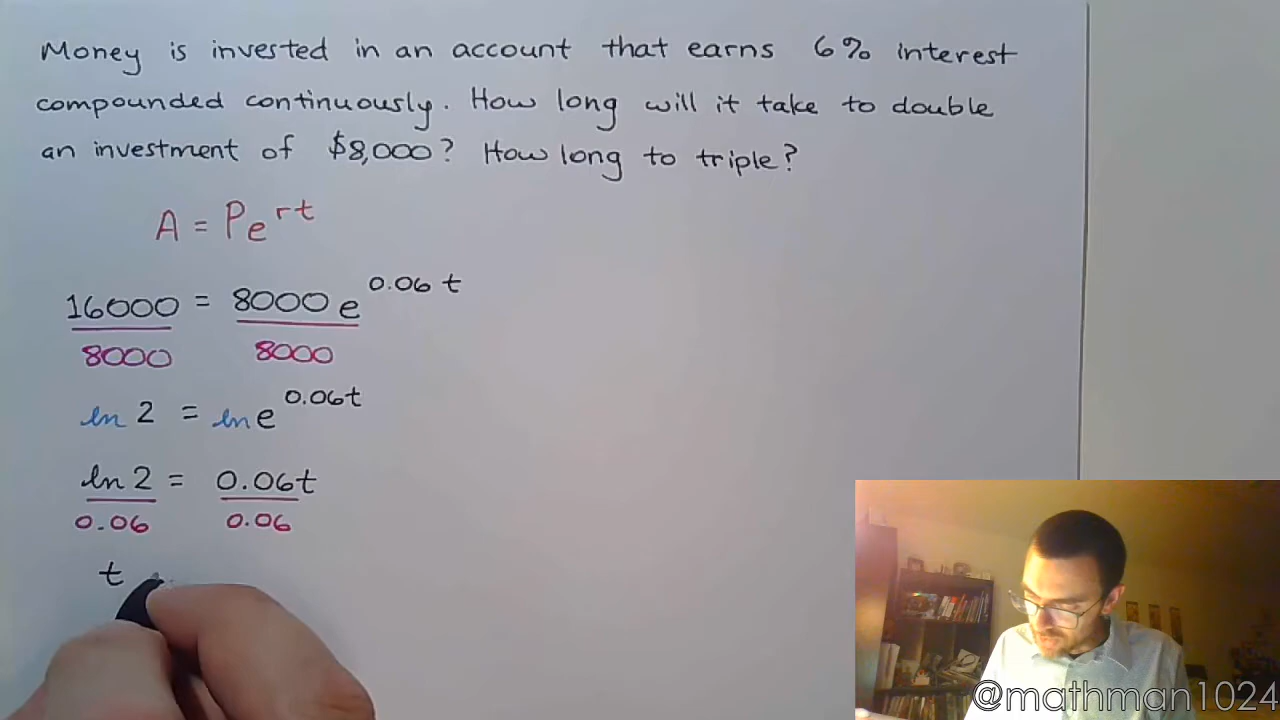 Money is invested in an account that earns 6% interest
compounded continuously. How long will it take to double
an investment of $8,000? How long to triple?
A = Pe^rt
16000 = 8000 e^0.06 t
8000 8000
ln 2 = ln e^0.06t
ln 2 = 0.06t
0.06 0.06
t
@mathman1024